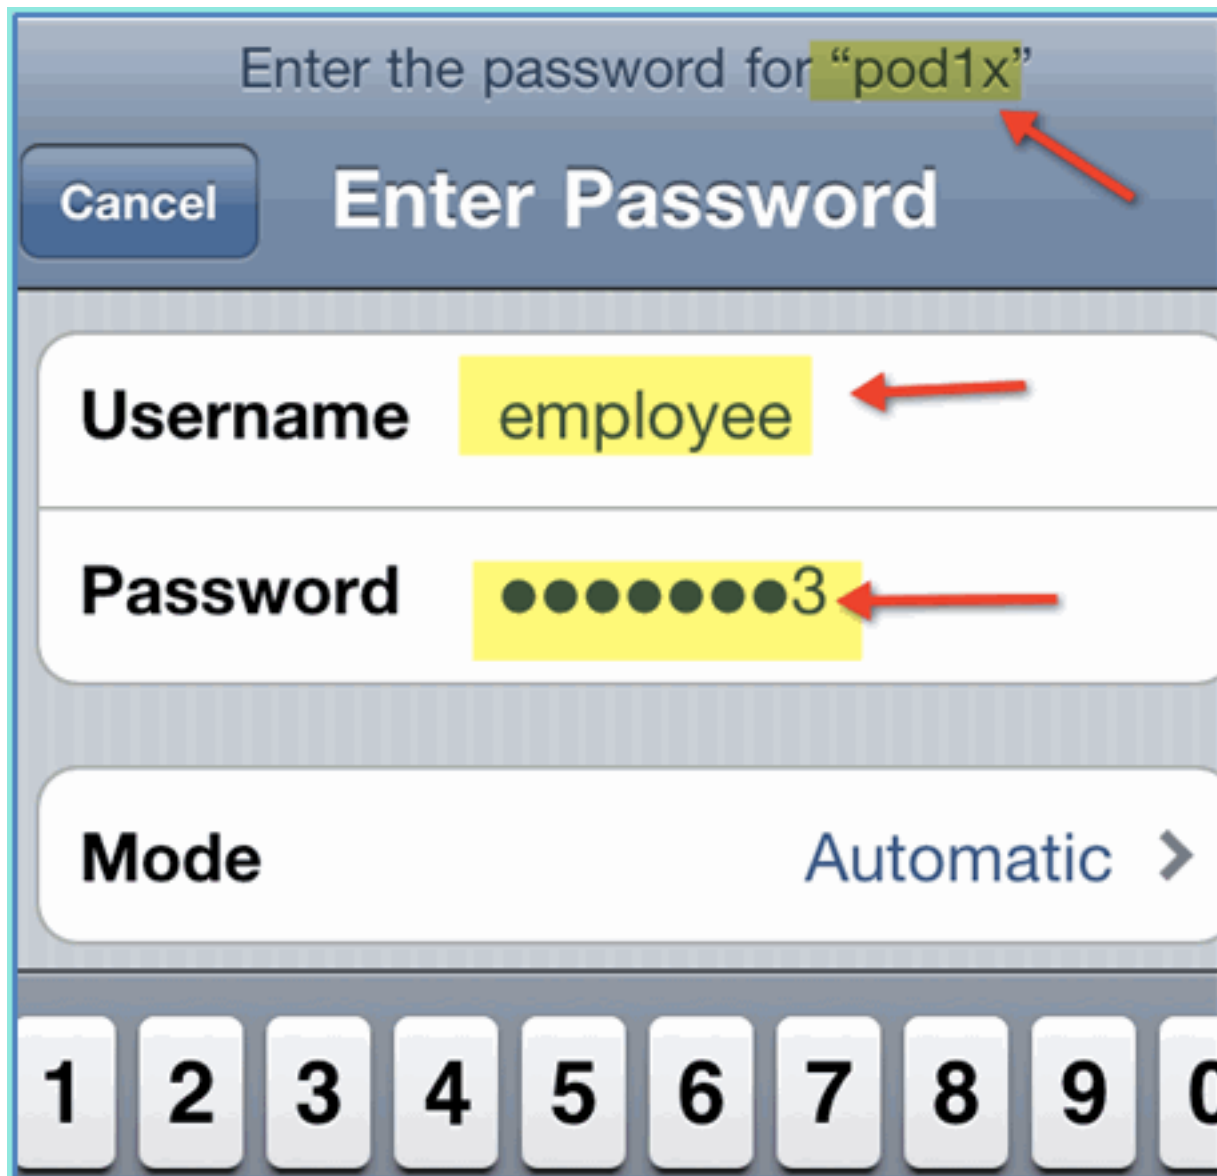 Enter the password for “pod1x”
Cancel Enter Password
Username employee
Password •••••••3
Mode Automatic >
1 2 3 4 5 6 7 8 9 0